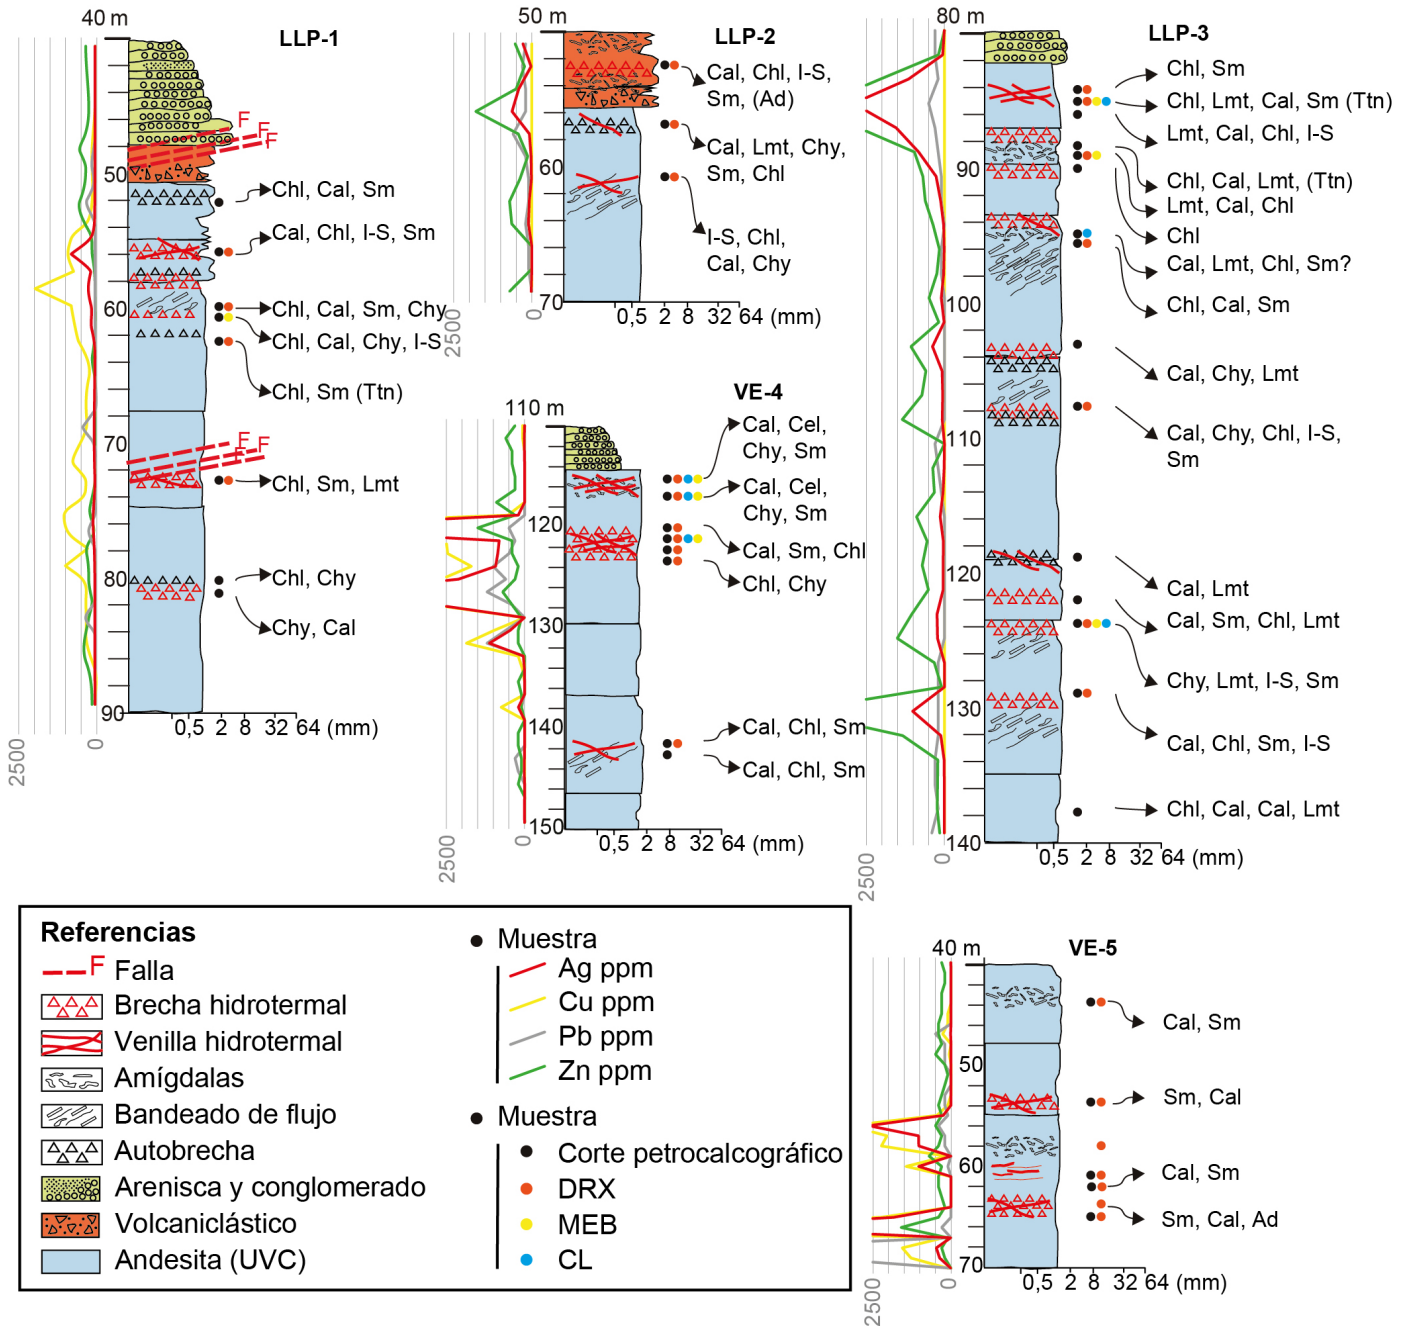 40 m
LLP-1
F
F
F
50
Chl, Cal, Sm
Cal, Chl, I-S, Sm
60
Chl, Cal, Sm, Chy
Chl, Cal, Chy, I-S
Chl, Sm (Ttn)
70
F
F
F
Chl, Sm, Lmt
80
Chl, Chy
Chy, Cal
90
0,5 2 8 32 64 (mm)
2500
0
50 m
LLP-2
Cal, Chl, I-S,
Sm, (Ad)
Cal, Lmt, Chy,
Sm, Chl
60
I-S, Chl,
Cal, Chy
70
0,5 2 8 32 64 (mm)
2500
0
110 m
VE-4
Cal, Cel,
Chy, Sm
Cal, Cel,
Chy, Sm
120
Cal, Sm, Chl
Chl, Chy
130
140
Cal, Chl, Sm
Cal, Chl, Sm
150
0,5 2 8 32 64 (mm)
2500
0
80 m
LLP-3
Chl, Sm
Chl, Lmt, Cal, Sm (Ttn)
Lmt, Cal, Chl, I-S
90
Chl, Cal, Lmt, (Ttn)
Lmt, Cal, Chl
Chl
Cal, Lmt, Chl, Sm?
Chl, Cal, Sm
100
Cal, Chy, Lmt
110
Cal, Chy, Chl, I-S,
Sm
120
Cal, Lmt
Cal, Sm, Chl, Lmt
Chy, Lmt, I-S, Sm
130
Cal, Chl, Sm, I-S
Chl, Cal, Cal, Lmt
140
0,5 2 8 32 64 (mm)
2500
0
40 m
VE-5
Cal, Sm
50
Sm, Cal
60
Cal, Sm
Sm, Cal, Ad
70
0,5 2 8 32 64 (mm)
2500
0
Referencias
F Falla
Brecha hidrotermal
Venilla hidrotermal
Amígdalas
Bandeado de flujo
Autobrecha
Arenisca y conglomerado
Volcaniclástico
Andesita (UVC)
Muestra
Ag ppm
Cu ppm
Pb ppm
Zn ppm
Muestra
Corte petrocalcográfico
DRX
MEB
CL